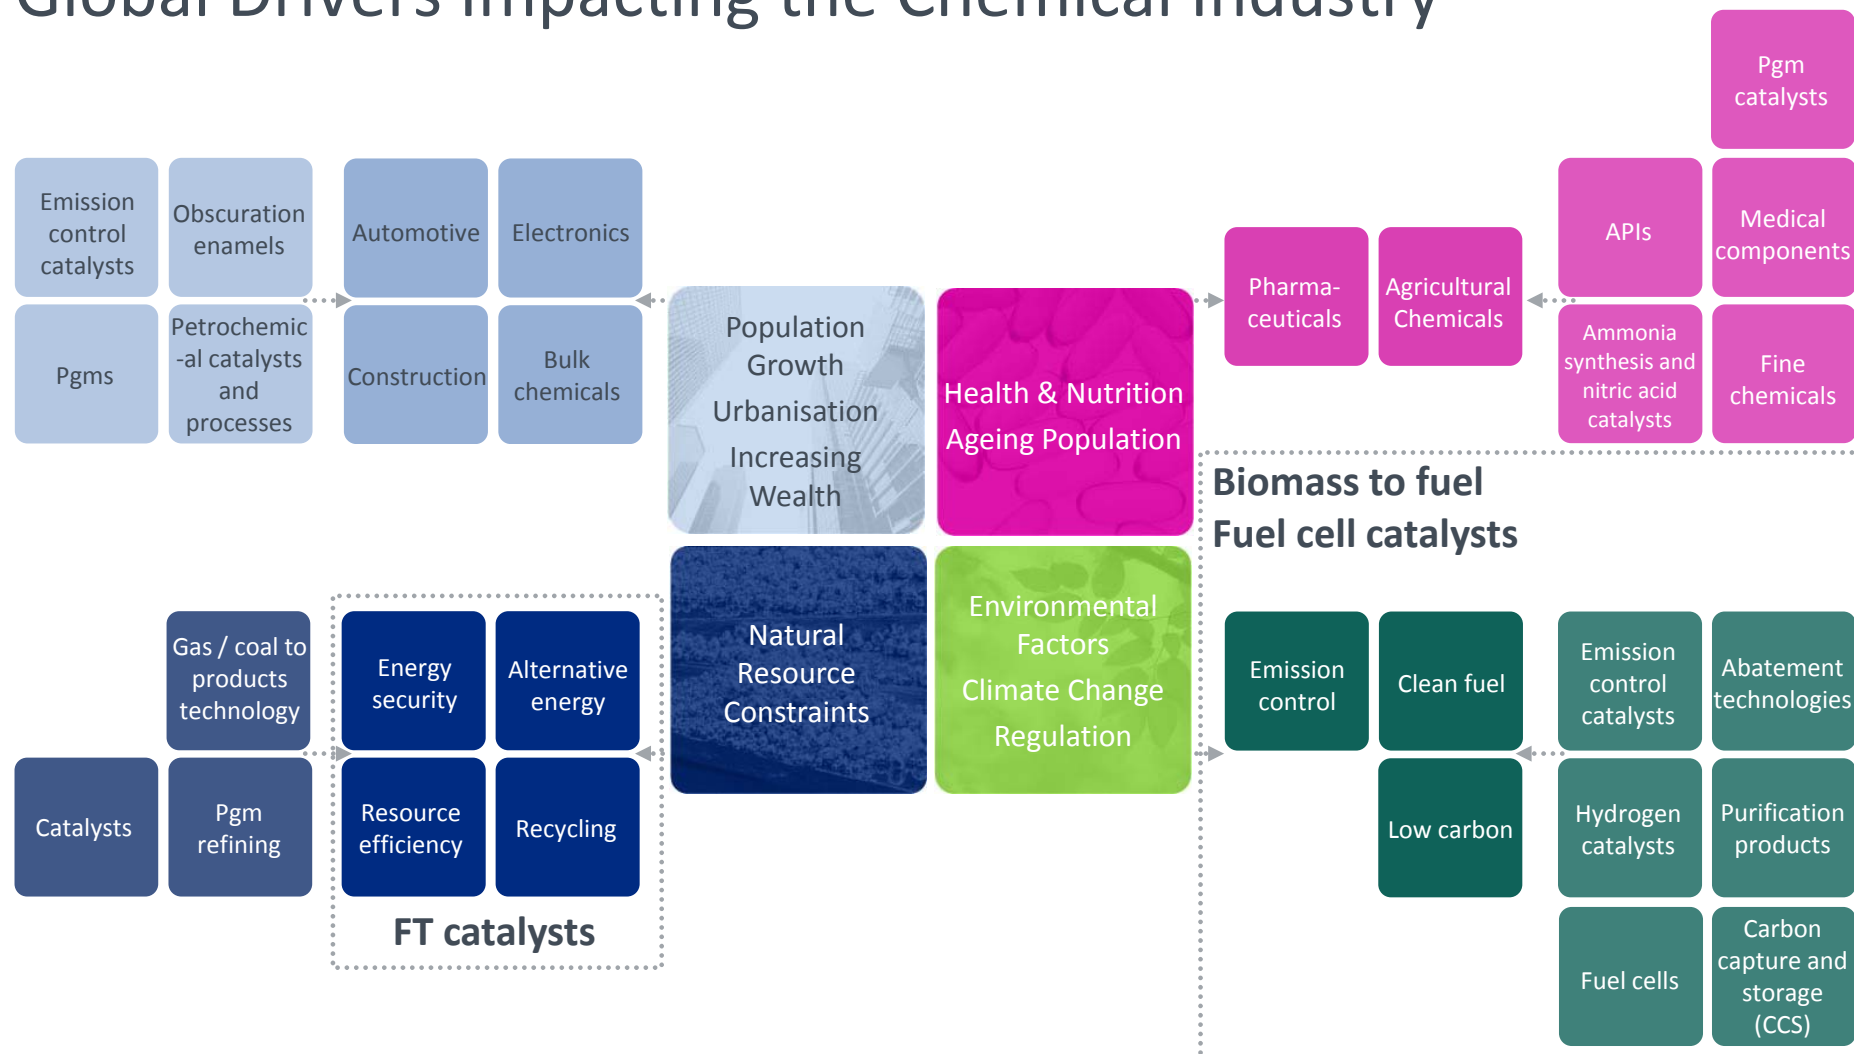 Global Drivers Impacting the Chemical Industry
Pgm
catalysts
Emission
control
catalysts
Obscuration
enamels
Automotive
Electronics
Pgms
Petrochemic
-al catalysts
and
processes
Construction
Bulk
chemicals
Population
Growth
Urbanisation
Increasing
Wealth
Health & Nutrition
Ageing Population
Pharma-
ceuticals
Agricultural
Chemicals
APIs
Medical
components
Ammonia
synthesis and
nitric acid
catalysts
Fine
chemicals
Biomass to fuel
Fuel cell catalysts
Gas / coal to
products
technology
Energy
security
Alternative
energy
Catalysts
Pgm
refining
Resource
efficiency
Recycling
FT catalysts
Natural
Resource
Constraints
Environmental
Factors
Climate Change
Regulation
Emission
control
Clean fuel
Low carbon
Emission
control
catalysts
Abatement
technologies
Hydrogen
catalysts
Purification
products
Fuel cells
Carbon
capture and
storage
(CCS)